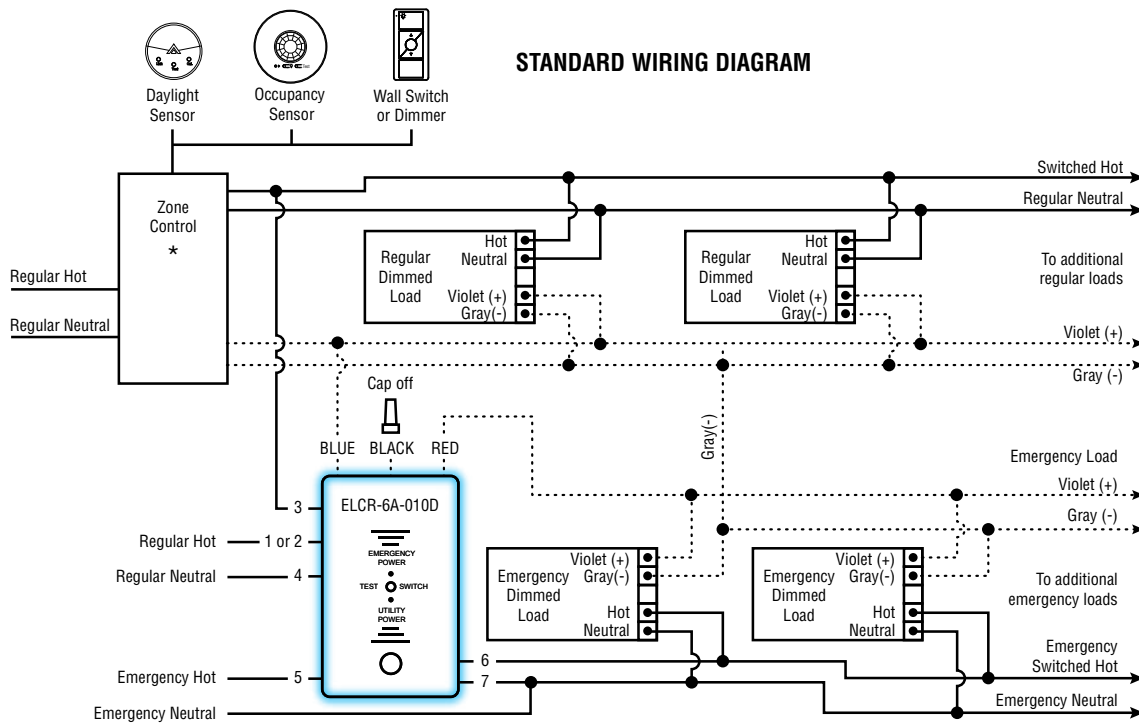 STANDARD WIRING DIAGRAM
Daylight
Sensor
Occupancy
Sensor
Wall Switch
or Dimmer
Zone
Control
*
Regular Hot
Regular Neutral
Switched Hot
Regular Neutral
Regular
Dimmed
Load
Hot
Neutral
Violet (+)
Gray(-)
Regular
Dimmed
Load
Hot
Neutral
Violet (+)
Gray(-)
To additional
regular loads
Violet (+)
Gray (-)
Cap off
BLUE BLACK RED
Gray(-)
Emergency Load
Violet (+)
Gray (-)
ELCR-6A-010D
EMERGENCY
POWER
TEST SWITCH
UTILITY
POWER
3
Regular Hot 1 or 2
Regular Neutral 4
Emergency Hot 5
Emergency Neutral
6
7
Emergency
Dimmed
Load
Violet (+)
Gray(-)
Hot
Neutral
Emergency
Dimmed
Load
Violet (+)
Gray(-)
Hot
Neutral
To additional
emergency loads
Emergency
Switched Hot
Emergency Neutral